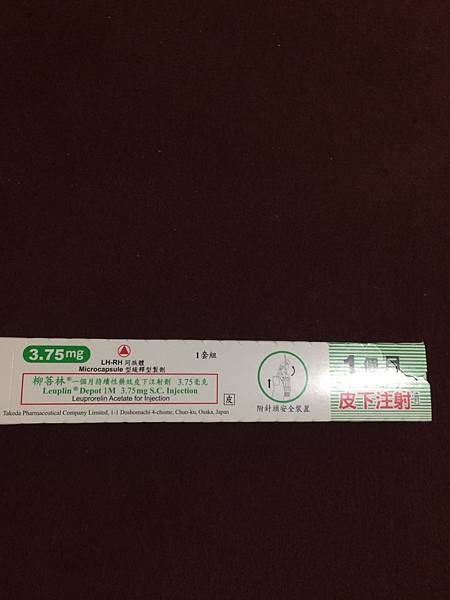 3.75mg
LH-RH 同族體
Microcapsule 型緩釋型製劑
1套組
柳菩林®一個月持續性藥效皮下注射劑 3.75毫克
Leuplin® Depot 1M 3.75mg S.C. Injection
Leuprorelin Acetate for Injection
皮
Takeda Pharmaceutical Company Limited, 1-1 Doshomachi 4-chome, Chuo-ku, Osaka, Japan
附針頭安全裝置
1個月
皮下注射